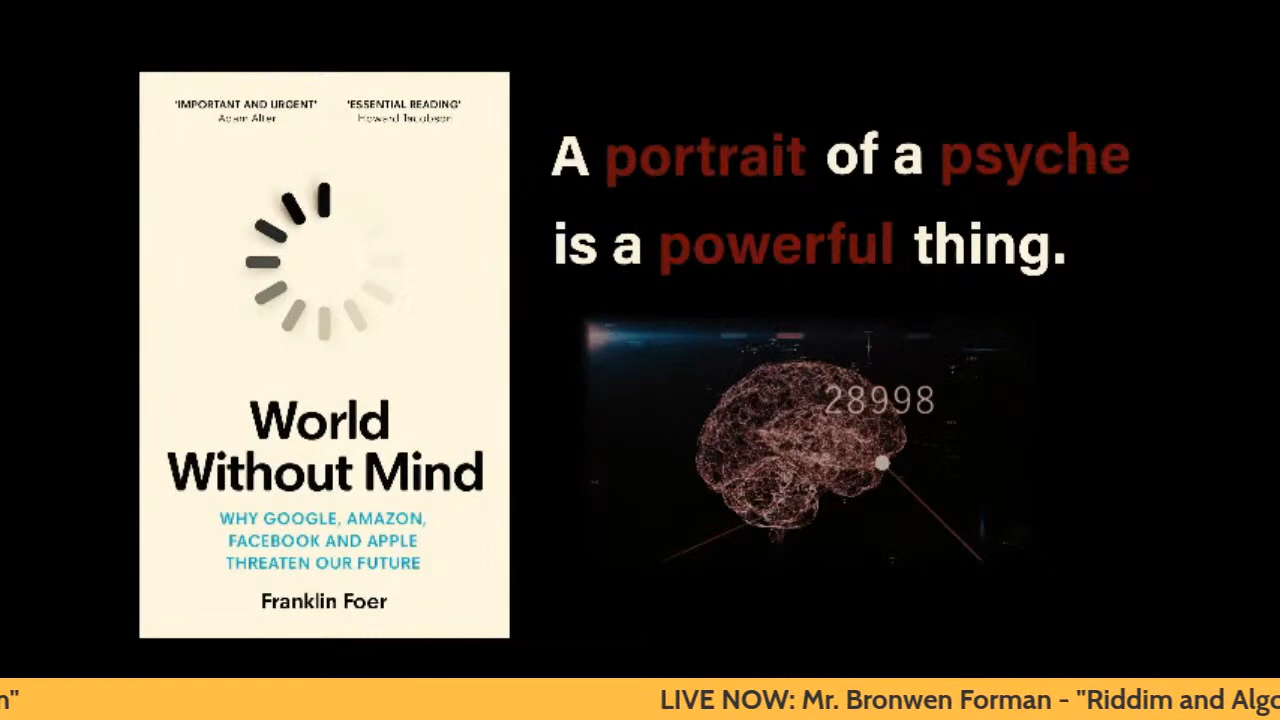 'IMPORTANT AND URGENT'
Adam Alter
'ESSENTIAL READING'
Howard Jacobson
World
Without Mind
WHY GOOGLE, AMAZON,
FACEBOOK AND APPLE
THREATEN OUR FUTURE
Franklin Foer
A portrait of a psyche
is a powerful thing.
28998
n" LIVE NOW: Mr. Bronwen Forman - "Riddim and Algo